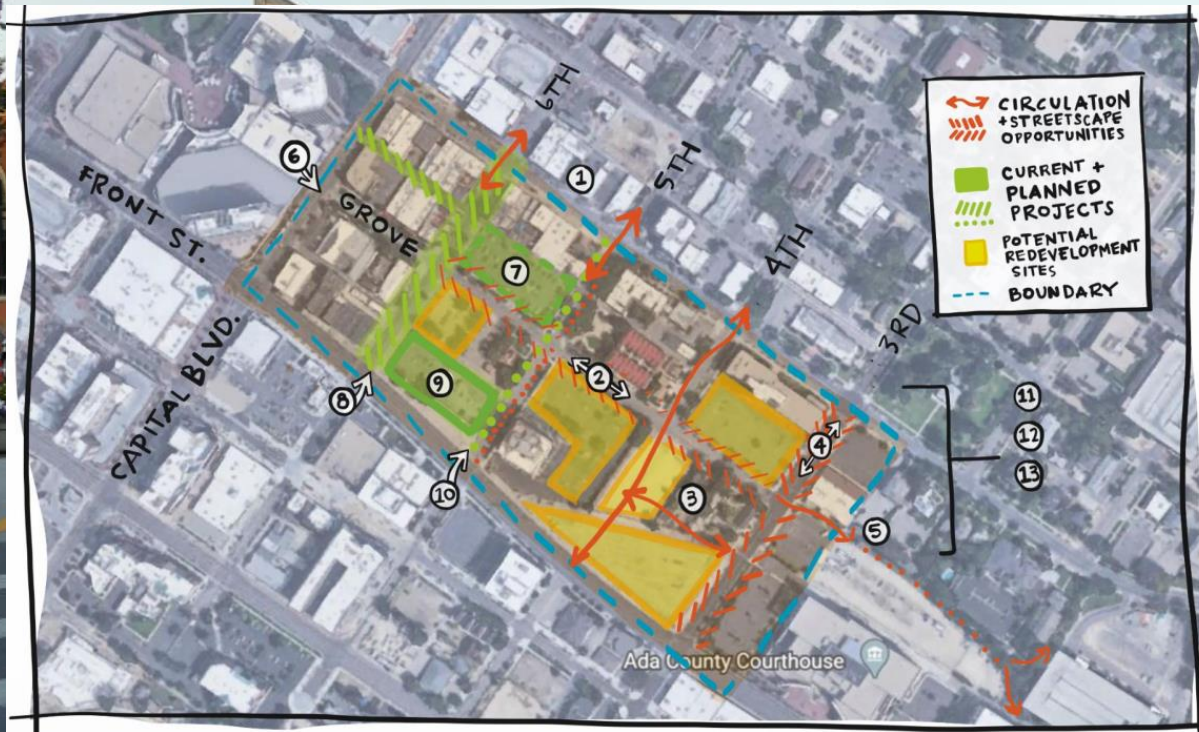 CIRCULATION
+STREETSCAPE
OPPORTUNITIES
CURRENT +
PLANNED
PROJECTS
POTENTIAL
REDEVELOPMENT
SITES
BOUNDARY
6TH
5TH
4TH
3RD
FRONT ST.
GROVE
CAPITAL BLVD.
1
2
3
4
5
6
7
8
9
10
11
12
13
Ada County Courthouse